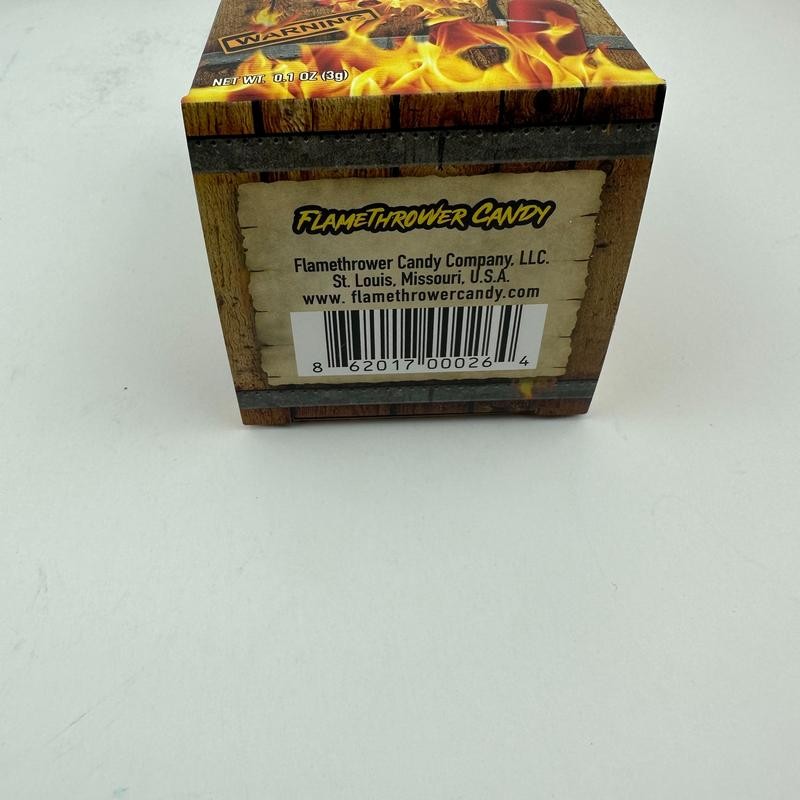 WARNING
NET WT. 0.1 OZ (3g)
FLAMETHROWER CANDY
Flamethrower Candy Company, LLC.
St. Louis, Missouri, U.S.A.
www. flamethrowercandy.com
8 62017 00026 4